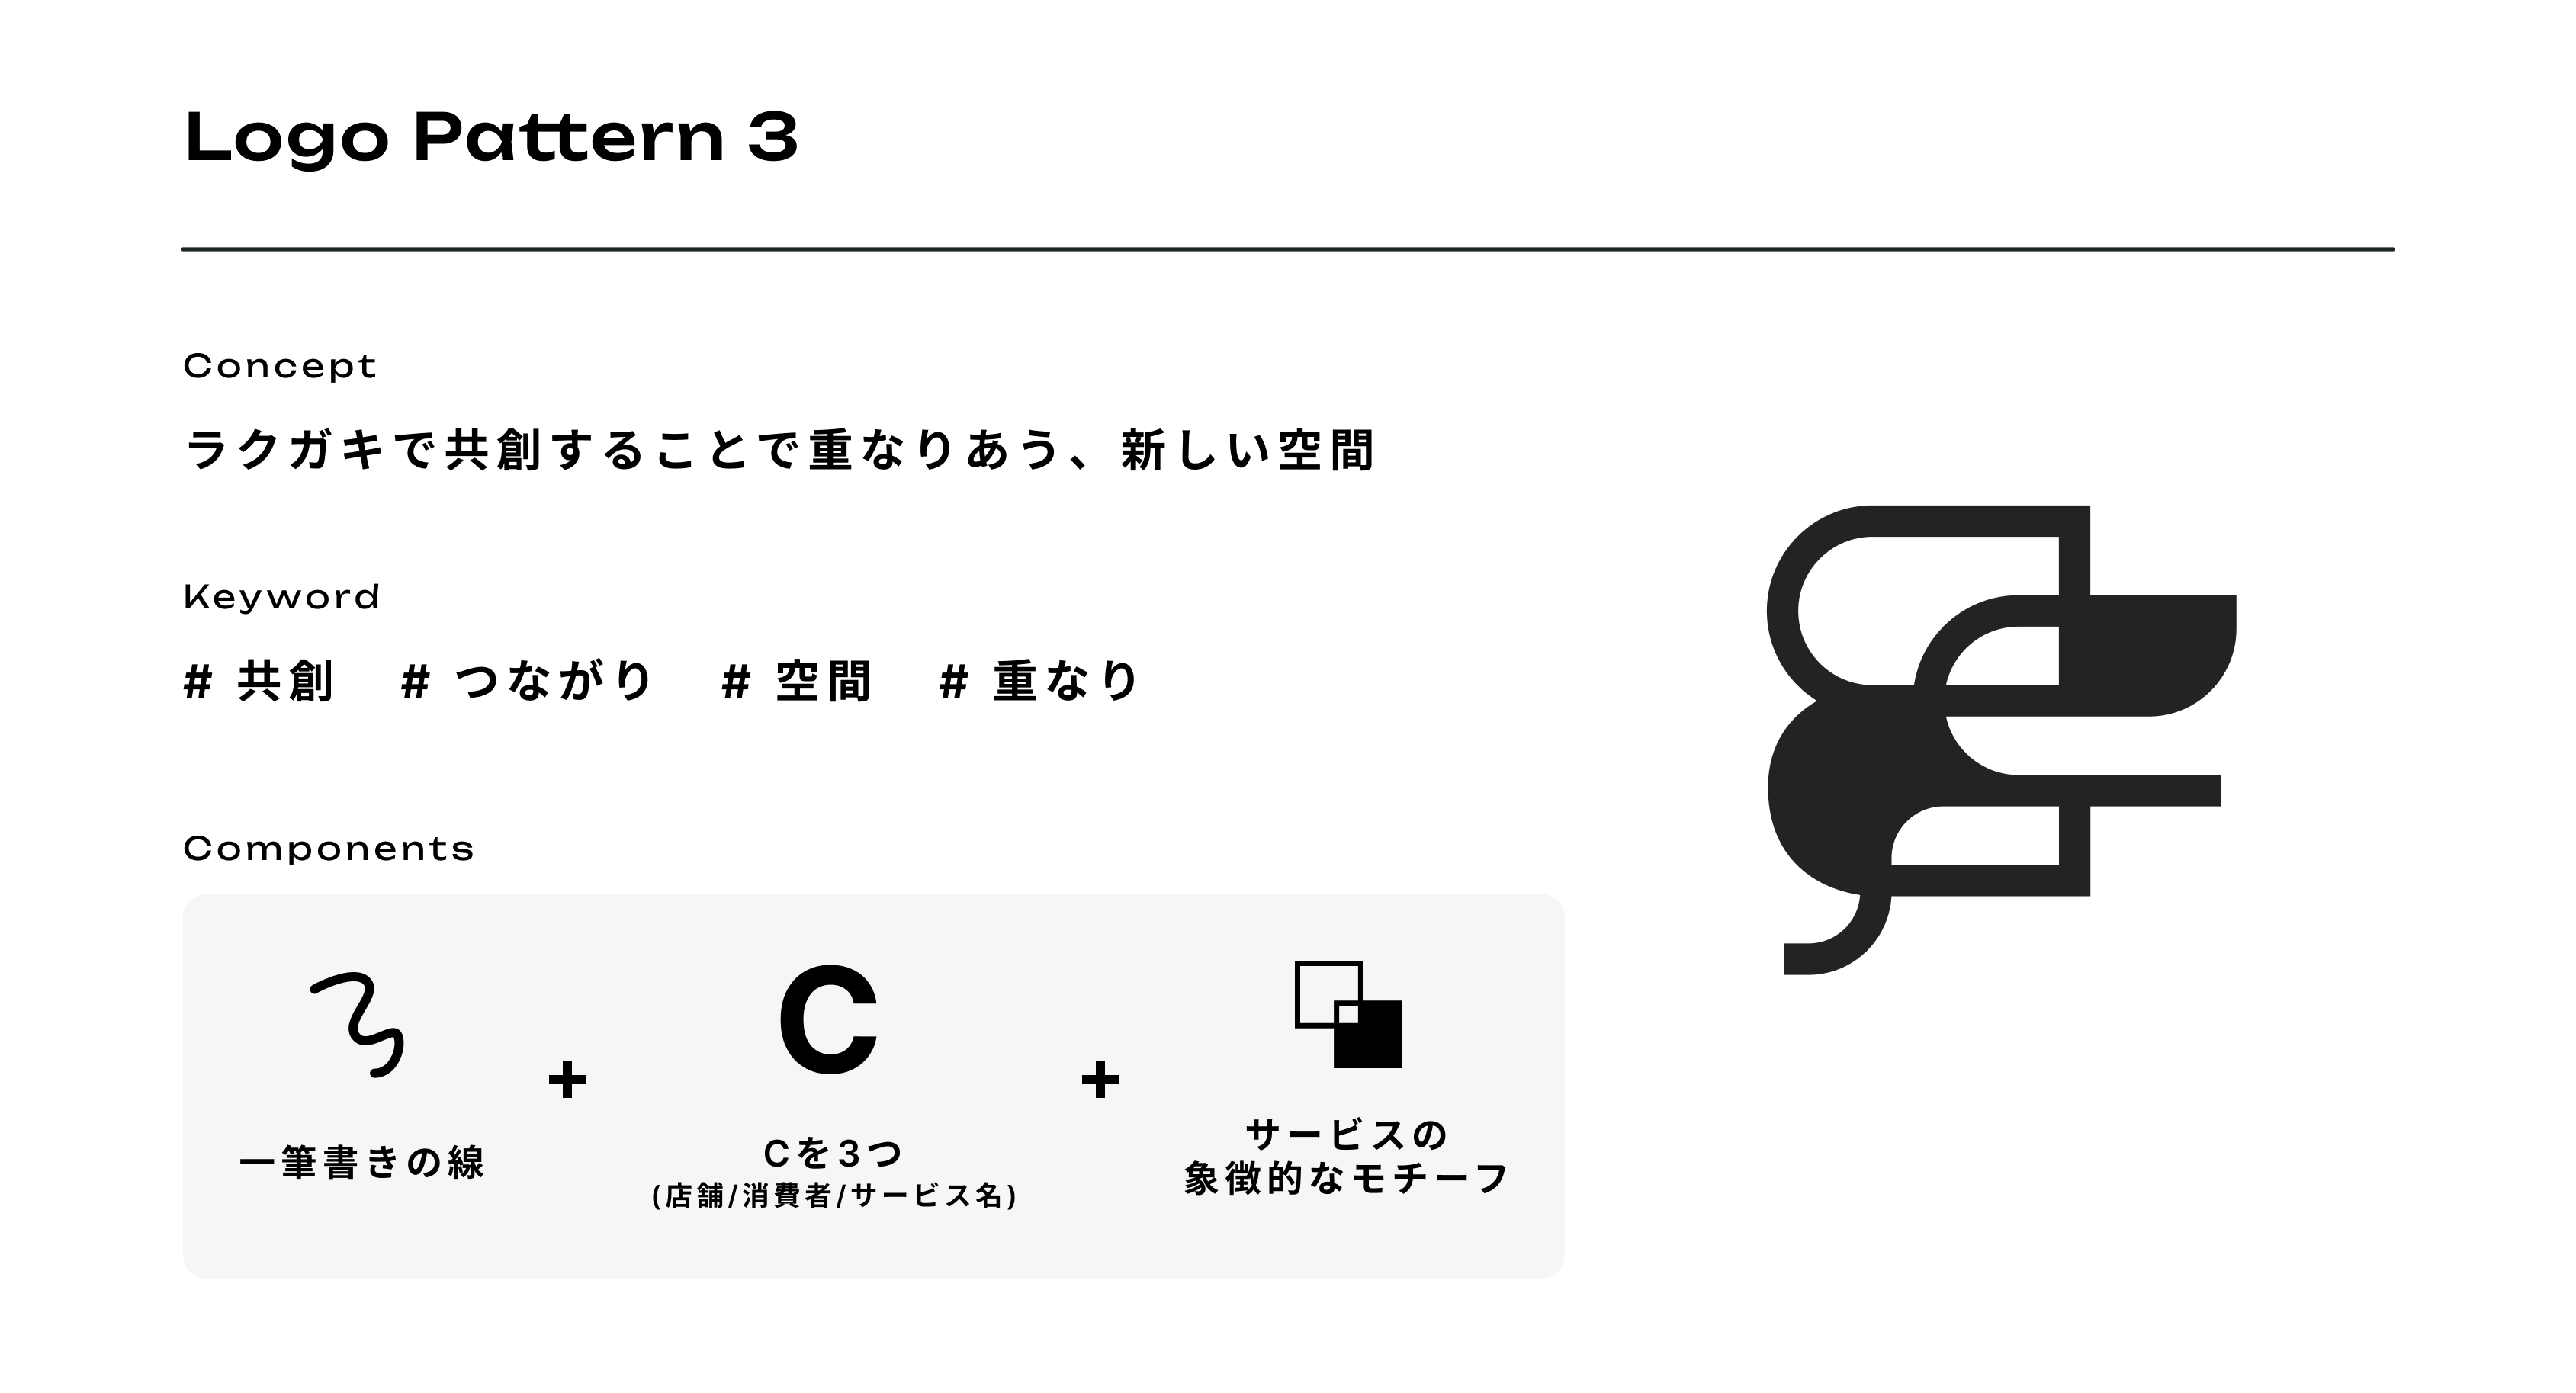 Logo Pattern 3
Concept
ラクガキで共創することで重なりあう、新しい空間
Keyword
# 共創 # つながり # 空間 # 重なり
Components
C
+ +
一筆書きの線
Cを3つ
(店舗/消費者/サービス名)
サービスの
象徴的なモチーフ